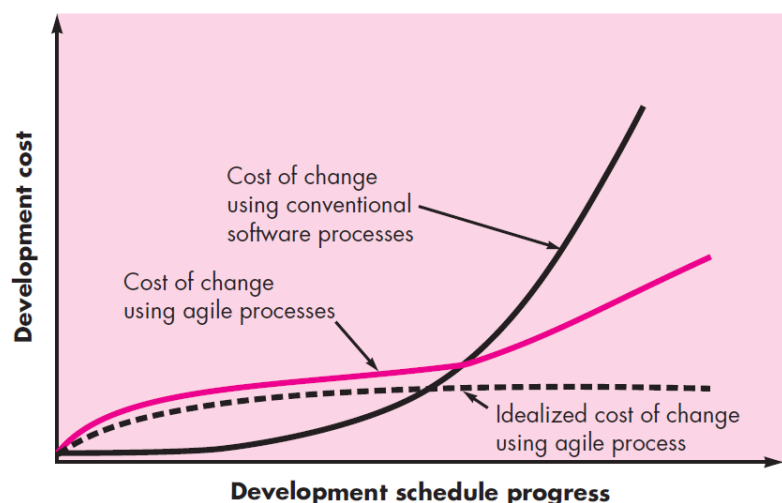 Development cost
Cost of change
using conventional
software processes
Cost of change
using agile processes
Idealized cost of change
using agile process
Development schedule progress